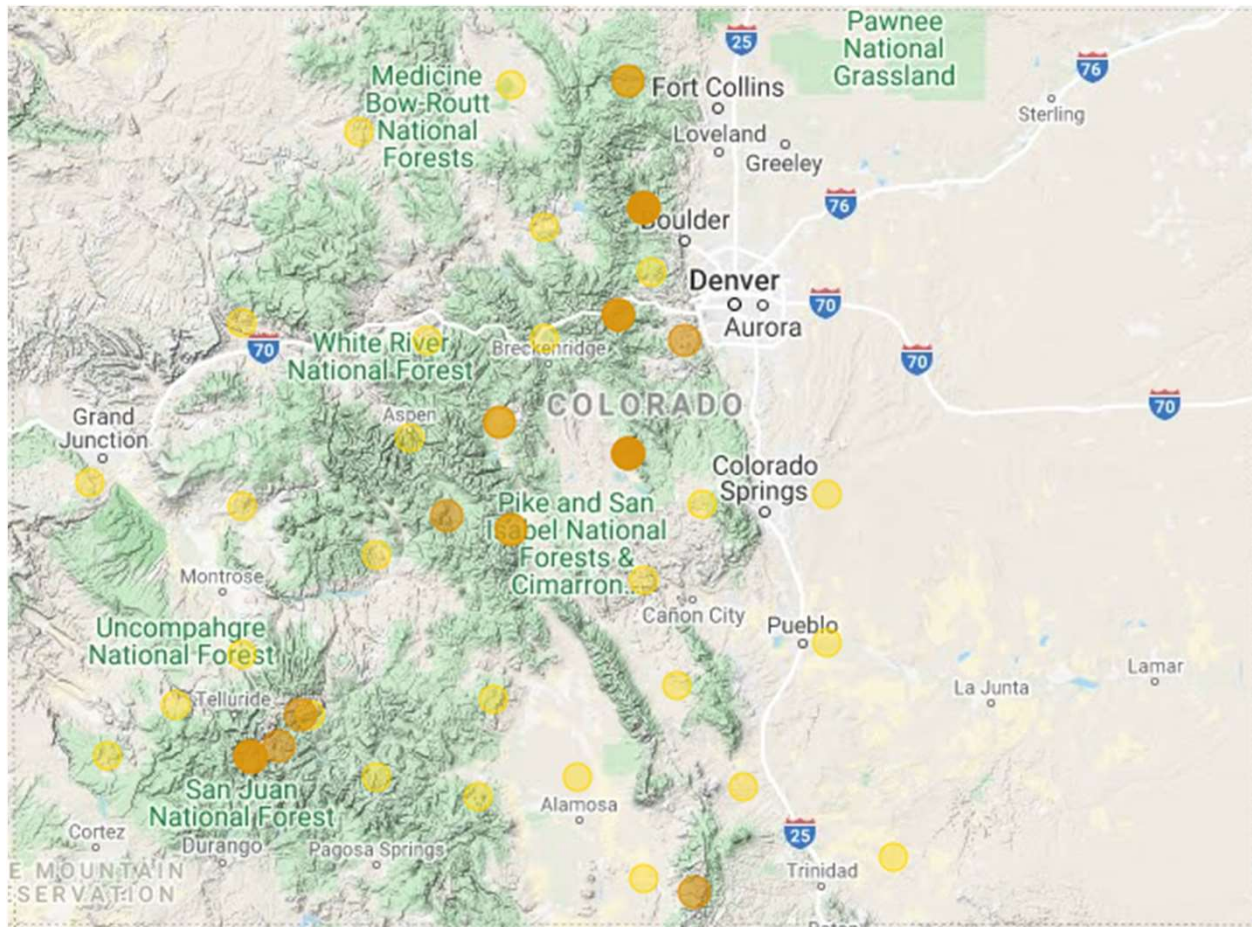 Pawnee
National
Grassland
25
76
Medicine
Bow-Routt
National
Forests
Fort Collins
Sterling
Loveland
Greeley
76
Boulder
Denver
70
Aurora
70
White River
National Forest
Breckenridge
70
COLORADO
70
Aspen
Grand
Junction
Colorado
Springs
Pike and San
Isabel National
Forests &
Cimarron...
Montrose
Cañon City
Pueblo
Uncompahgre
National Forest
Lamar
La Junta
Telluride
San Juan
National Forest
Alamosa
Cortez
Durango
Pagosa Springs
25
Trinidad
E MOUNTAIN
ESERVATION